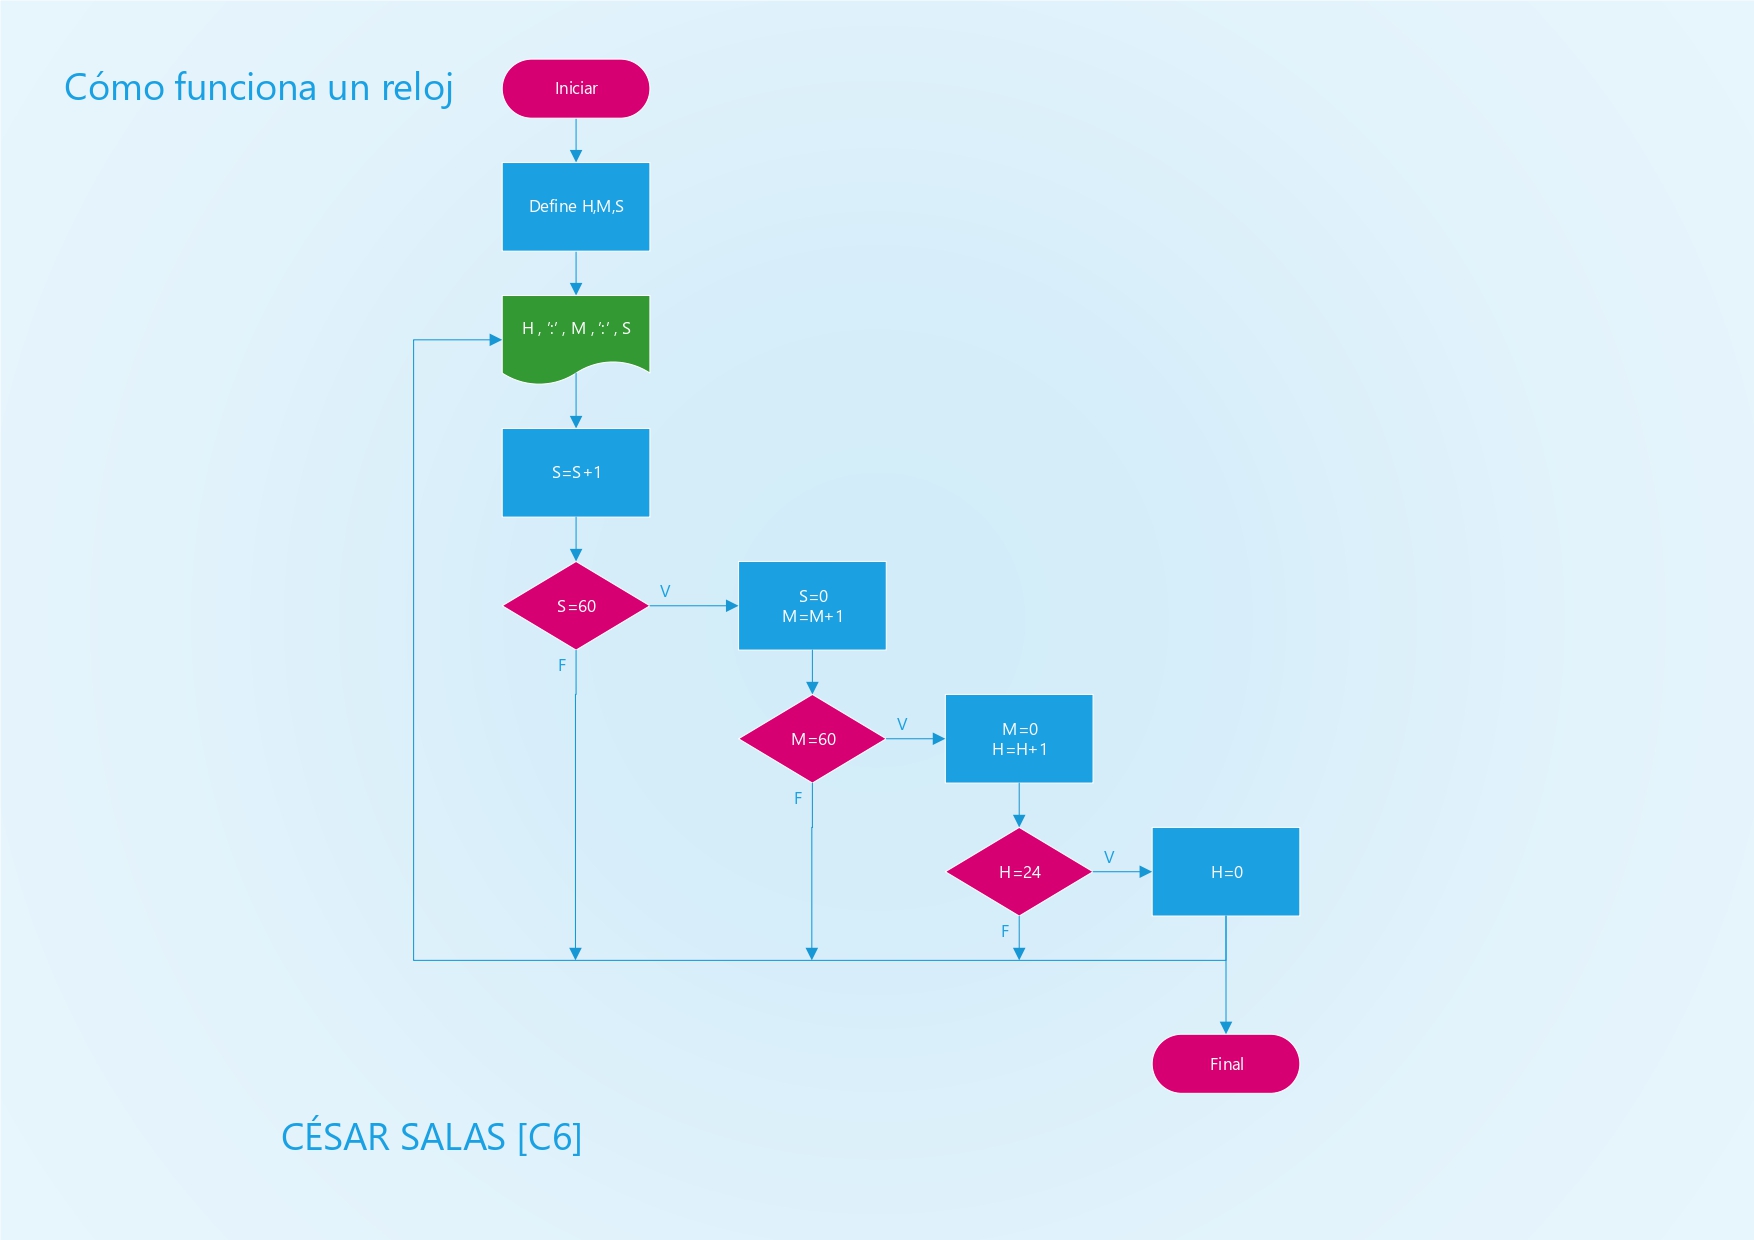 Cómo funciona un reloj
Iniciar
Define H,M,S
H , ‘:’ , M , ‘:’ , S
S=S+1
S=60
V
S=0
M=M+1
F
M=60
V
M=0
H=H+1
F
H=24
V
H=0
F
Final
CÉSAR SALAS [C6]